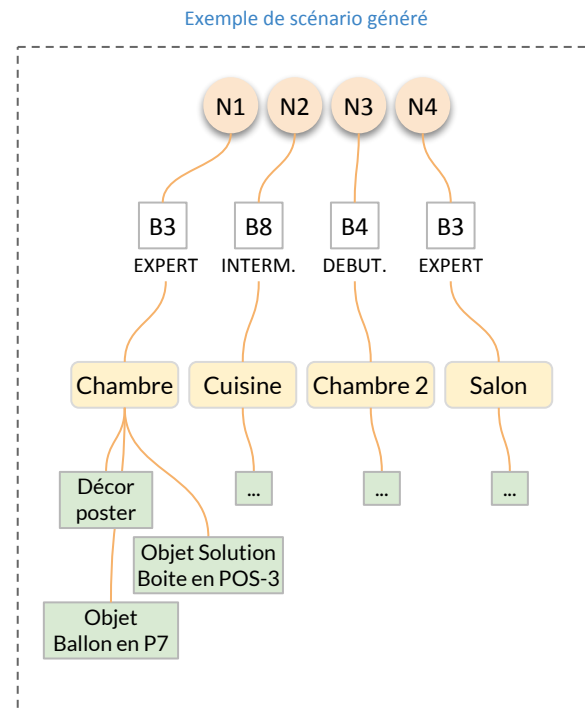 Exemple de scénario généré
N1 N2 N3 N4
B3 B8 B4 B3
EXPERT INTERM. DEBUT. EXPERT
Chambre Cuisine Chambre 2 Salon
Décor
poster
... ... ...
Objet Solution
Boite en POS-3
Objet
Ballon en P7